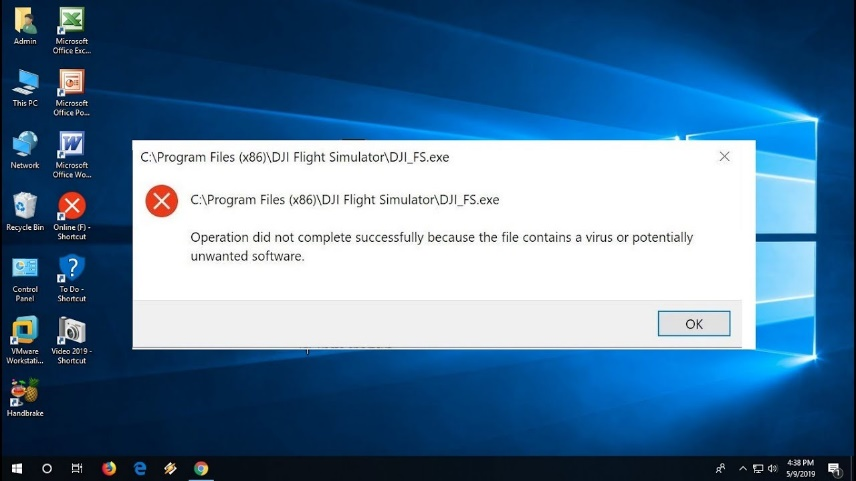 Admin
Microsoft
Office Exc...
This PC
Microsoft
Office Po...
Network
Microsoft
Office Wo...
Recycle Bin
Online (F) -
Shortcut
Control
Panel
To Do -
Shortcut
VMware
Workstati...
Video 2019 -
Shortcut
Handbrake
C:\Program Files (x86)\DJI Flight Simulator\DJI_FS.exe
C:\Program Files (x86)\DJI Flight Simulator\DJI_FS.exe
Operation did not complete successfully because the file contains a virus or potentially
unwanted software.
OK
4:38 PM
5/9/2019
1